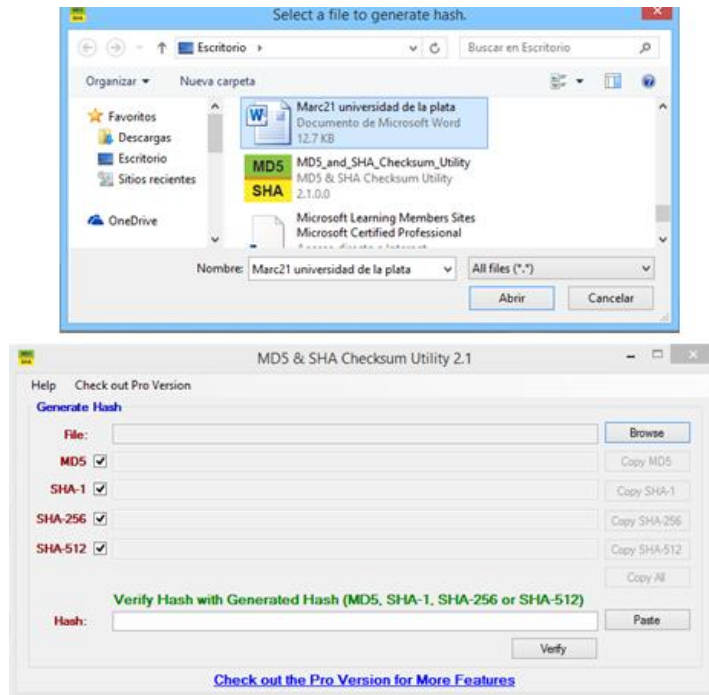 Select a file to generate hash.
Escritorio
Buscar en Escritorio
Organizar
Nueva carpeta
Favoritos
Descargas
Escritorio
Sitios recientes
OneDrive
Marc21 universidad de la plata
Documento de Microsoft Word
12.7 KB
MD5
SHA
MD5_and_SHA_Checksum_Utility
MD5 & SHA Checksum Utility
2.1.0.0
Microsoft Learning Members Sites
Microsoft Certified Professional
Nombre: Marc21 universidad de la plata
All files (*.*)
Abrir
Cancelar
MD5 & SHA Checksum Utility 2.1
Help Check out Pro Version
Generate Hash
File: Browse
MD5 Copy MD5
SHA-1 Copy SHA-1
SHA-256 Copy SHA-256
SHA-512 Copy SHA-512
Copy All
Verify Hash with Generated Hash (MD5, SHA-1, SHA-256 or SHA-512)
Hash: Paste
Verify
Check out the Pro Version for More Features